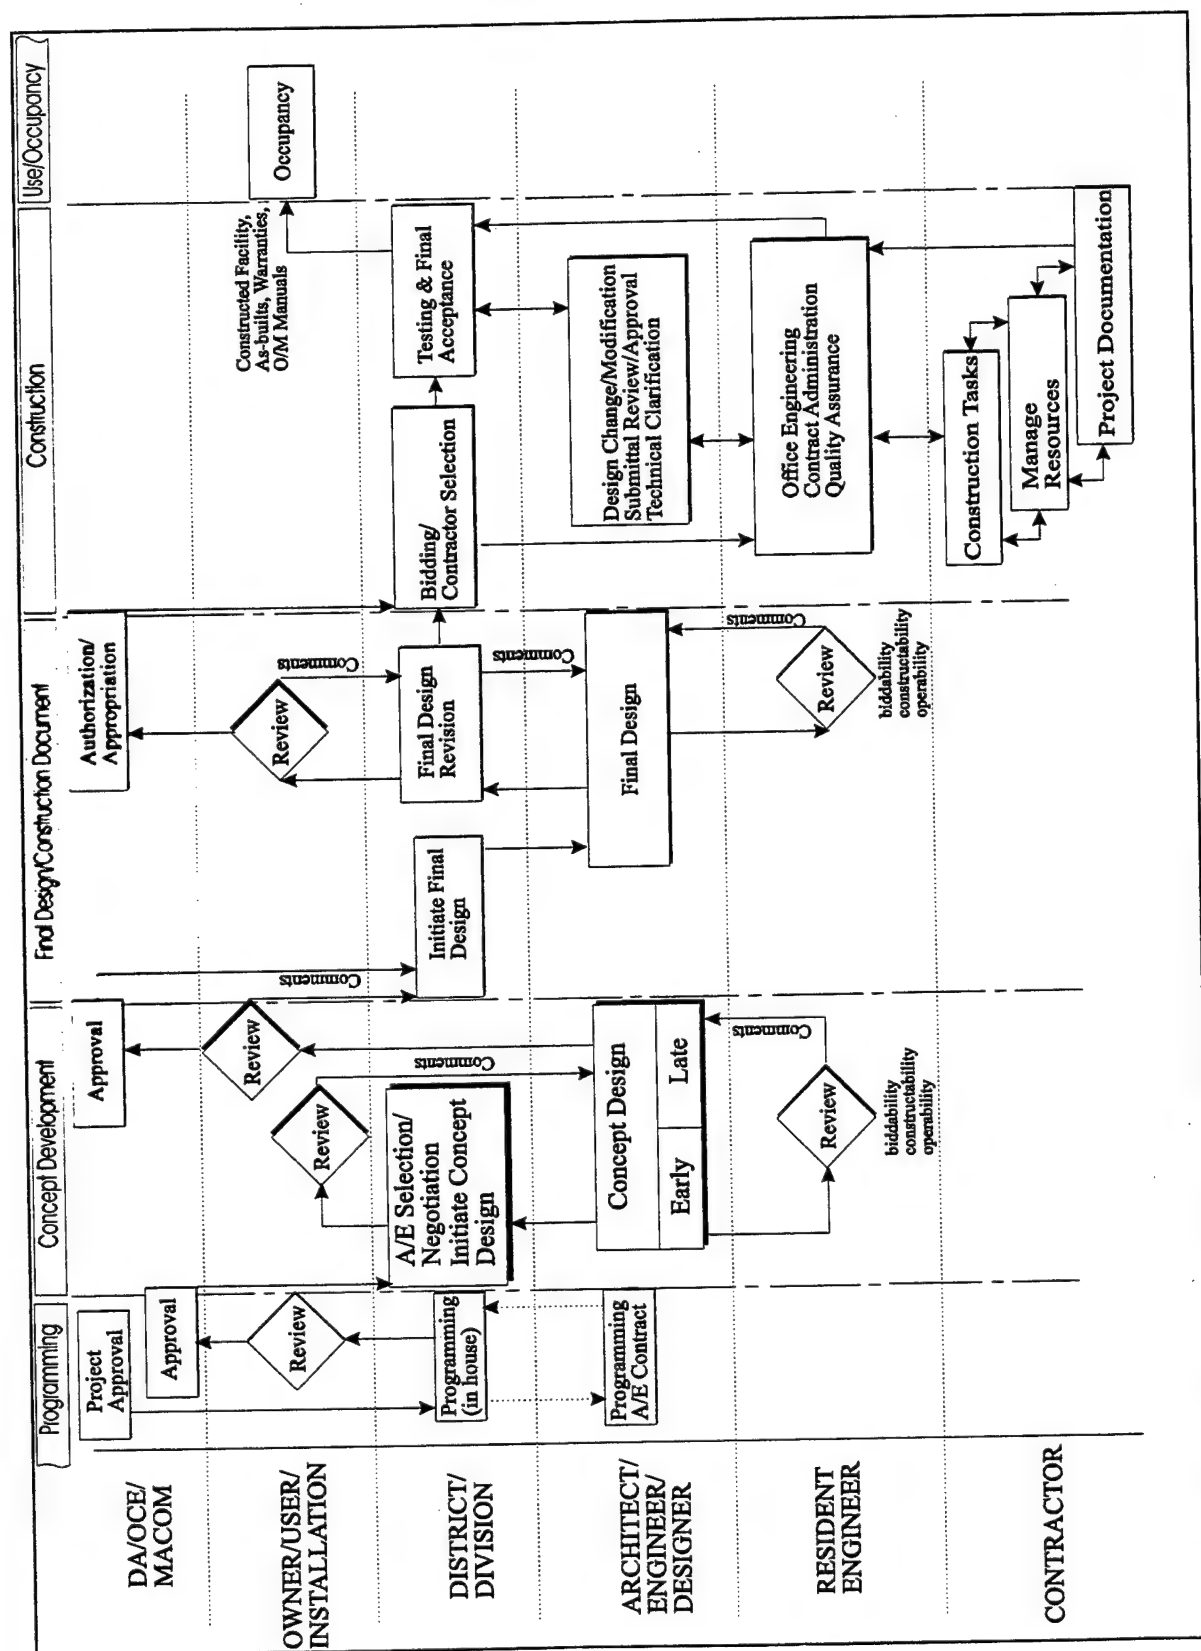 Programming
Concept Development
Final Design/Construction Document
Construction
Use/Occupancy
DA/OCE/
MACOM
Project
Approval
Approval
Approval
Authorization/
Appropriation
OWNER/USER/
INSTALLATION
Review
Review
Review
Comments
Comments
Review
Comments
Constructed Facility,
As-builts, Warranties,
O/M Manuals
Occupancy
DISTRICT/
DIVISION
Programming
(in house)
A/E Selection/
Negotiation
Initiate Concept
Design
Initiate Final
Design
Final Design
Revision
Comments
Bidding/
Contractor Selection
Testing & Final
Acceptance
ARCHITECT/
ENGINEER/
DESIGNER
Programming
A/E Contract
Concept Design
Early
Late
Final Design
Design Change/Modification
Submittal Review/Approval
Technical Clarification
RESIDENT
ENGINEER
Review
Comments
biddability
constructability
operability
Review
Comments
biddability
constructability
operability
Office Engineering
Contract Administration
Quality Assurance
CONTRACTOR
Construction Tasks
Manage
Resources
Project Documentation